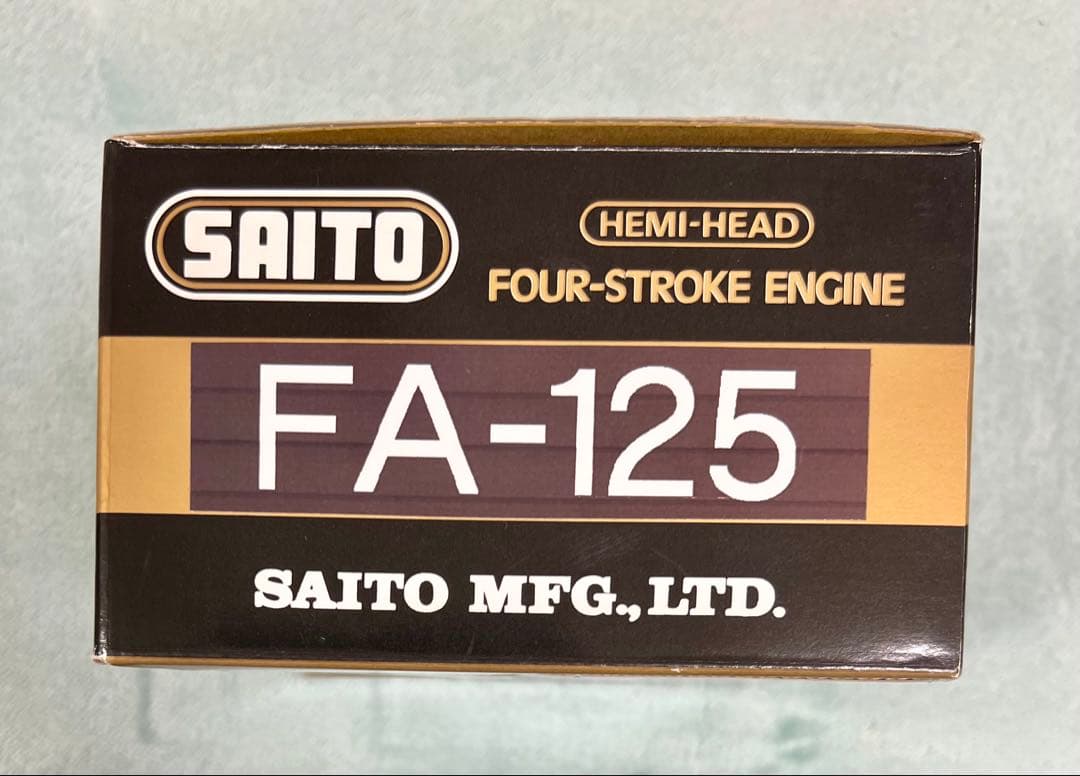 SAITO
HEMI-HEAD
FOUR-STROKE ENGINE
FA-125
SAITO MFG., LTD.